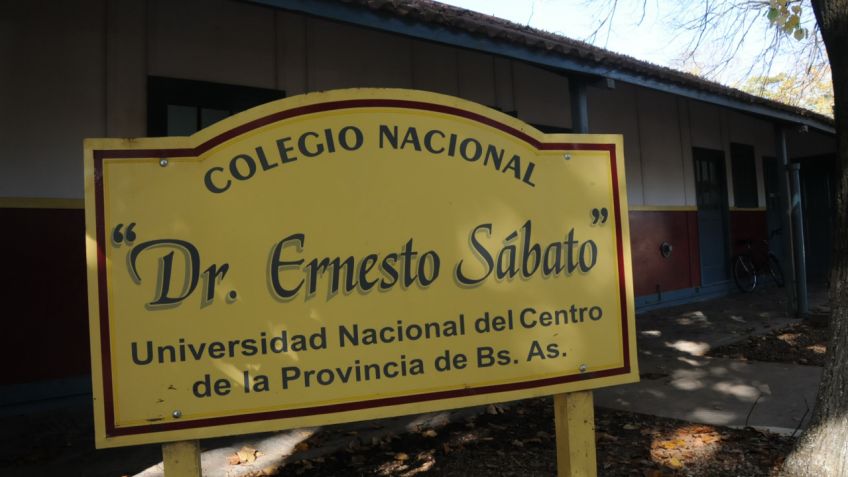 COLEGIO NACIONAL
“Dr. Ernesto Sábato”
Universidad Nacional del Centro
de la Provincia de Bs. As.